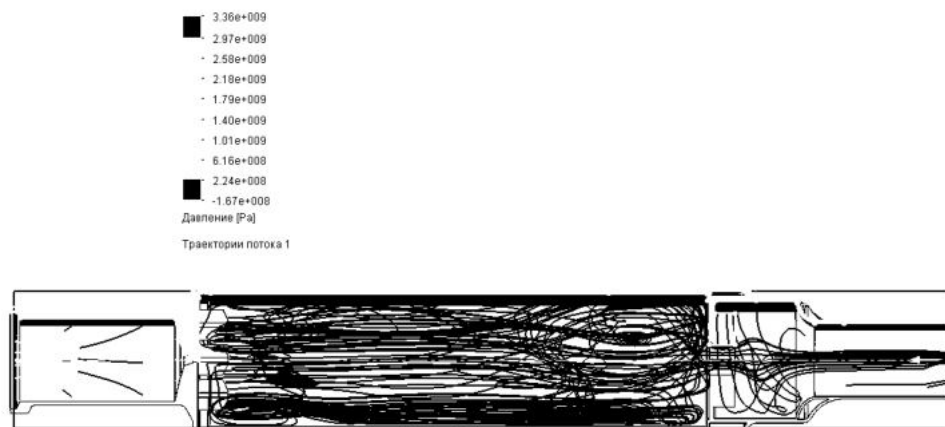 3.36e+009
2.97e+009
2.58e+009
2.18e+009
1.79e+009
1.40e+009
1.01e+009
6.16e+008
2.24e+008
-1.67e+008
Давление [Pa]
Траектории потока 1